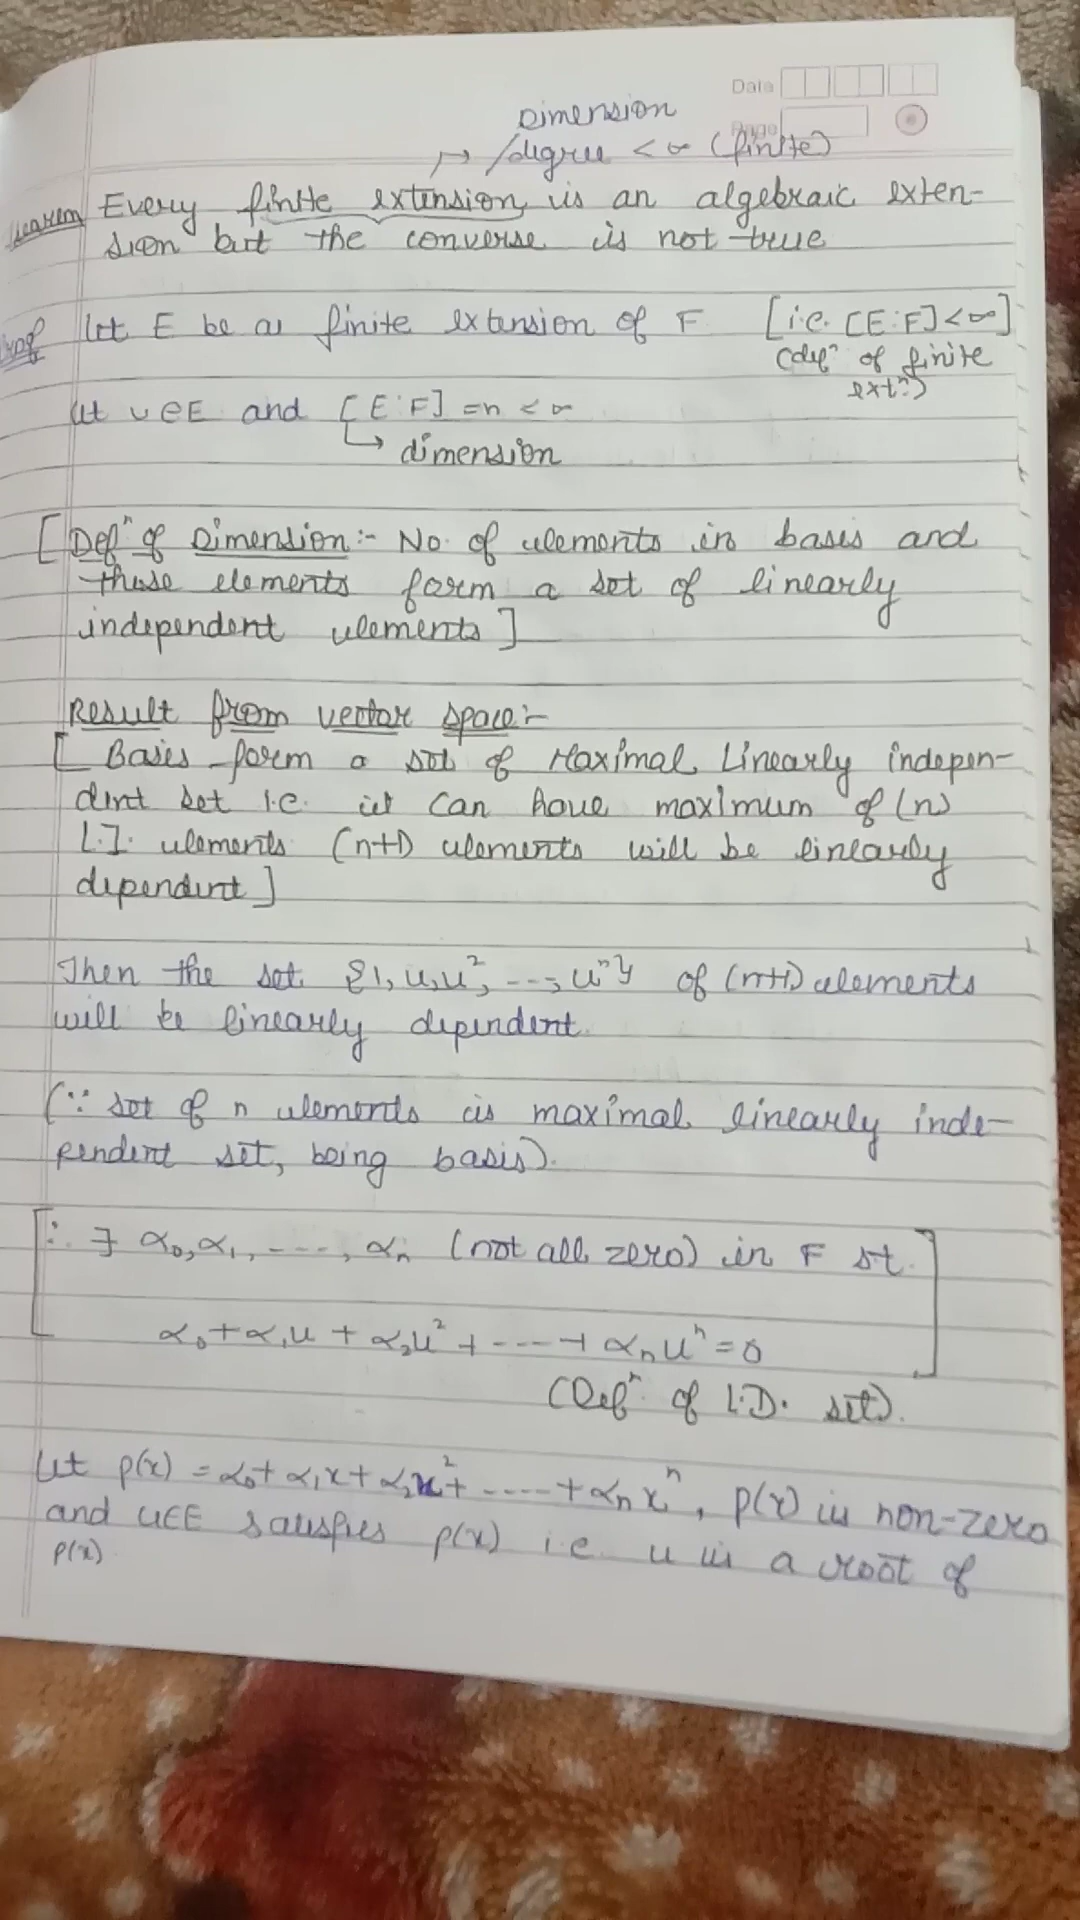 Date
Page
Dimension
→ /degree < ∞ (finite)
Theorem Every finite extension is an algebraic exten-
sion but the converse is not true
Proof Let E be a finite extension of F [i.e. [E:F]<∞]
(defⁿ of finite
extⁿ)
Let u∈E and [E:F]=n<∞
↳ dimension
[Defⁿ of Dimension:- No. of elements in basis and
these elements form a set of linearly
independent elements]
Result from vector space:-
[Bases form a set of Maximal Linearly indepen-
dent set i.e. it can have maximum of (n)
L.I. elements (n+1) elements will be linearly
dependent]
Then the set {1, u, u², ---, uⁿ} of (n+1) elements
will be linearly dependent.
(∵ set of n elements is maximal linearly inde-
pendent set, being basis).
[∴ ∃ α₀, α₁, ----, αₙ (not all zero) in F st.
α₀+α₁u + α₂u² + ---- + αₙuⁿ = 0]
(Defⁿ of L.D. set).
Let p(x) = α₀+ α₁x+ α₂x²+ ----- +αₙxⁿ, p(x) is non-zero
and u∈E satisfies p(x) i.e. u is a root of
p(x)